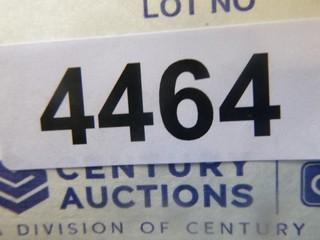 LOT NO
4464
CENTURY
AUCTIONS
A DIVISION OF CENTURY